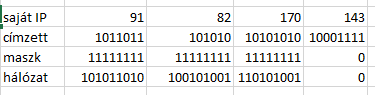 saját IP 91 82 170 143
címzett 1011011 101010 10101010 10001111
maszk 11111111 11111111 11111111 0
hálózat 101011010 100101001 110101001 0